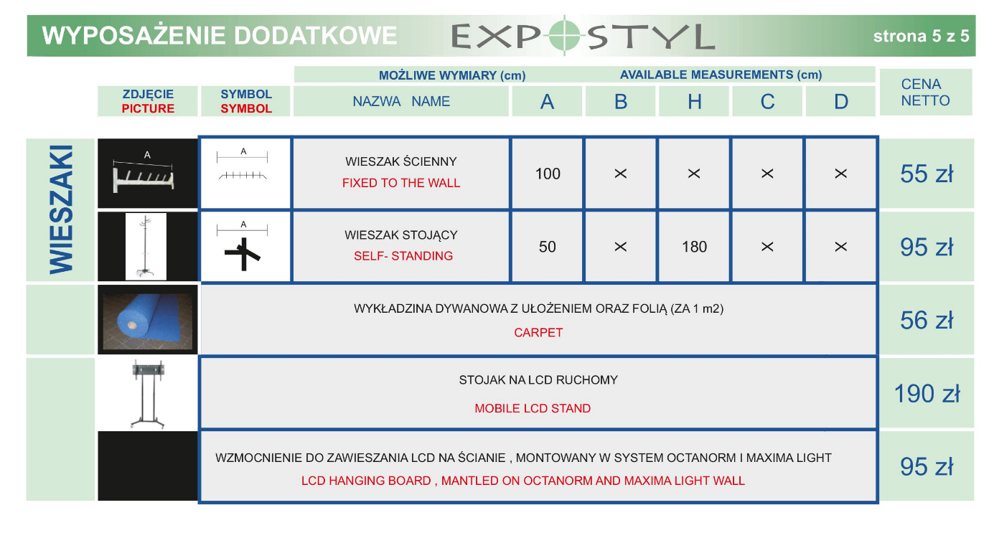 WYPOSAŻENIE DODATKOWE EXPOSTYL strona 5 z 5
MOŻLIWE WYMIARY (cm) AVAILABLE MEASUREMENTS (cm)
CENA NETTO
ZDJĘCIE
PICTURE
SYMBOL
SYMBOL
NAZWA NAME A B H C D
WIESZAKI
A
A
WIESZAK ŚCIENNY
FIXED TO THE WALL
100 X X X X 55 zł
A
WIESZAK STOJĄCY
SELF- STANDING
50 X 180 X X 95 zł
WYKŁADZINA DYWANOWA Z UŁOŻENIEM ORAZ FOLIĄ (ZA 1 m2)
CARPET
56 zł
STOJAK NA LCD RUCHOMY
MOBILE LCD STAND
190 zł
WZMOCNIENIE DO ZAWIESZANIA LCD NA ŚCIANIE , MONTOWANY W SYSTEM OCTANORM I MAXIMA LIGHT
LCD HANGING BOARD , MANTLED ON OCTANORM AND MAXIMA LIGHT WALL
95 zł